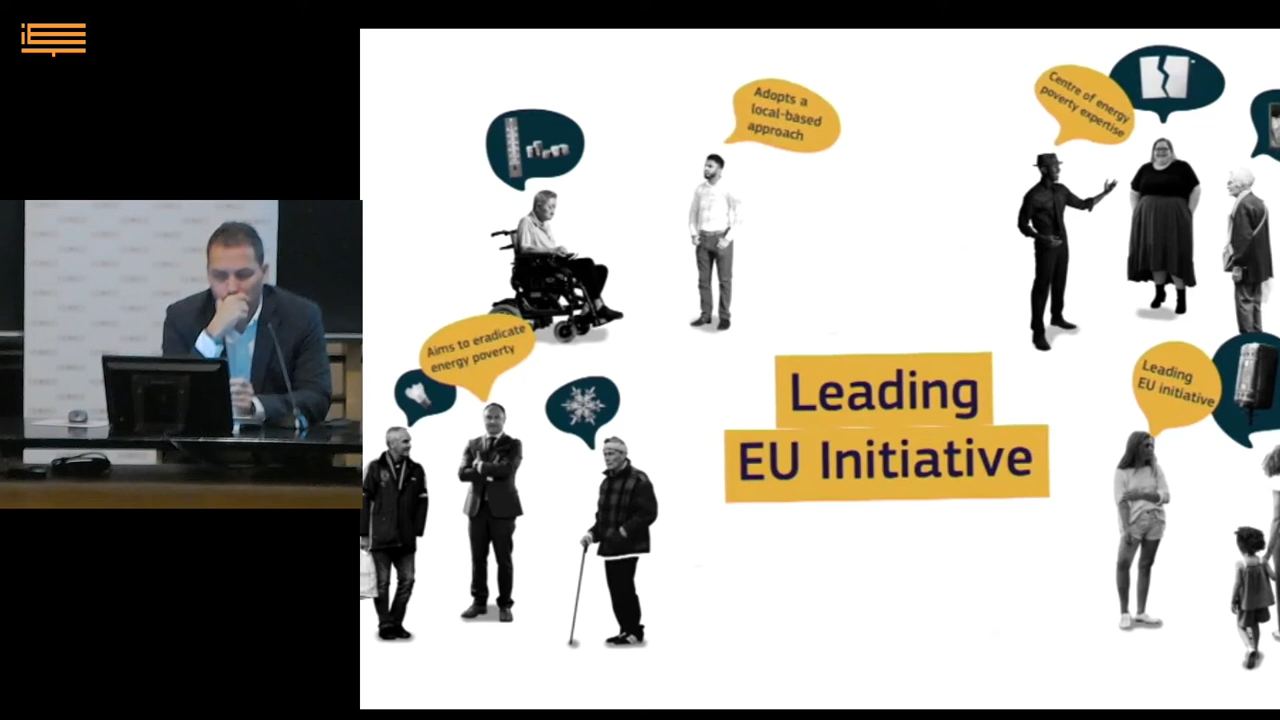 Adopts a
local-based
approach
Centre of energy
poverty expertise
Aims to eradicate
energy poverty
Leading
EU Initiative
Leading
EU initiative